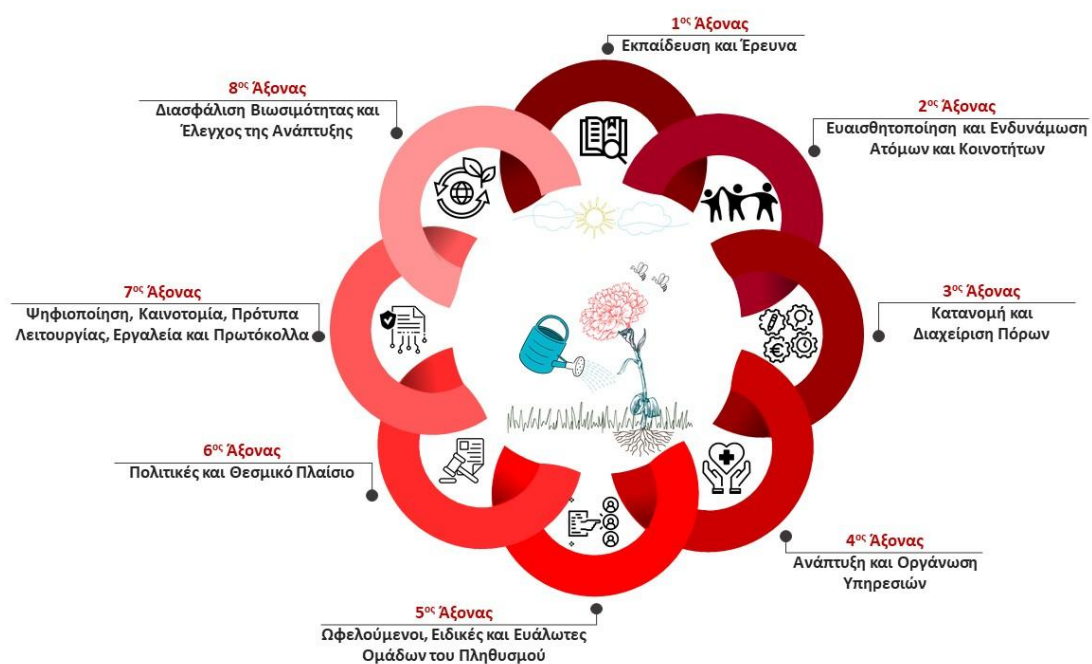 1ος Άξονας
Εκπαίδευση και Έρευνα
2ος Άξονας
Ευαισθητοποίηση και Ενδυνάμωση
Ατόμων και Κοινοτήτων
3ος Άξονας
Κατανομή και
Διαχείριση Πόρων
4ος Άξονας
Ανάπτυξη και Οργάνωση
Υπηρεσιών
5ος Άξονας
Ωφελούμενοι, Ειδικές και Ευάλωτες
Ομάδων του Πληθυσμού
6ος Άξονας
Πολιτικές και Θεσμικό Πλαίσιο
7ος Άξονας
Ψηφιοποίηση, Καινοτομία, Πρότυπα
Λειτουργίας, Εργαλεία και Πρωτόκολλα
8ος Άξονας
Διασφάλιση Βιωσιμότητας και
Έλεγχος της Ανάπτυξης